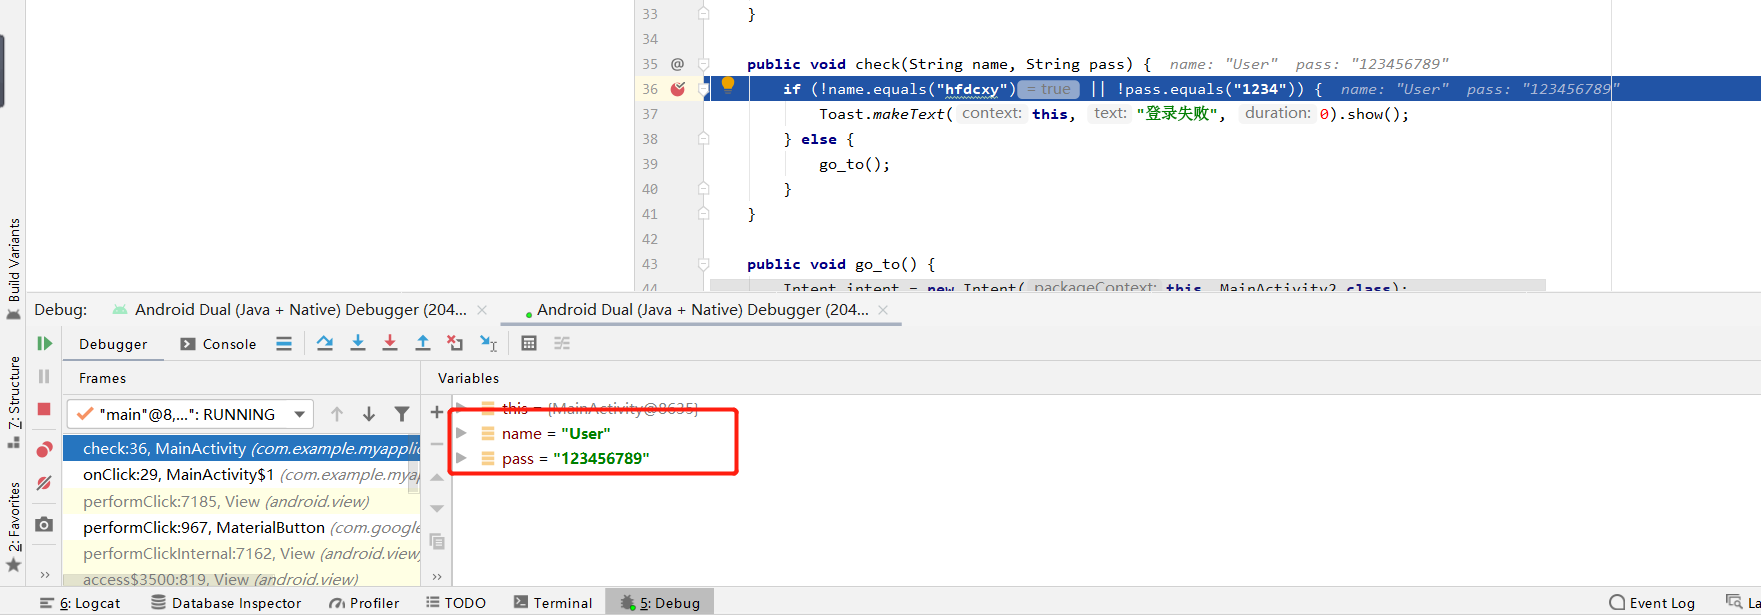 33 }
34
35 @ public void check(String name, String pass) { name: "User" pass: "123456789"
36 if (!name.equals("hfdcxy") = true || !pass.equals("1234")) { name: "User" pass: "123456789"
37 Toast.makeText( context: this, text: "登录失败", duration: 0).show();
38 } else {
39 go_to();
40 }
41 }
42
43 public void go_to() {
44 Intent intent = new Intent( packageContext: this, MainActivity2.class);
Build Variants
Z: Structure
2: Favorites
Debug: Android Dual (Java + Native) Debugger (204... Android Dual (Java + Native) Debugger (204...
Debugger Console
Frames Variables
"main"@8,...": RUNNING
this = {MainActivity@8635}
name = "User"
pass = "123456789"
check:36, MainActivity (com.example.myapplic
onClick:29, MainActivity$1 (com.example.myap
performClick:7185, View (android.view)
performClick:967, MaterialButton (com.google
performClickInternal:7162, View (android.view
access$3500:819, View (android.view)
6: Logcat Database Inspector Profiler TODO Terminal 5: Debug Event Log La